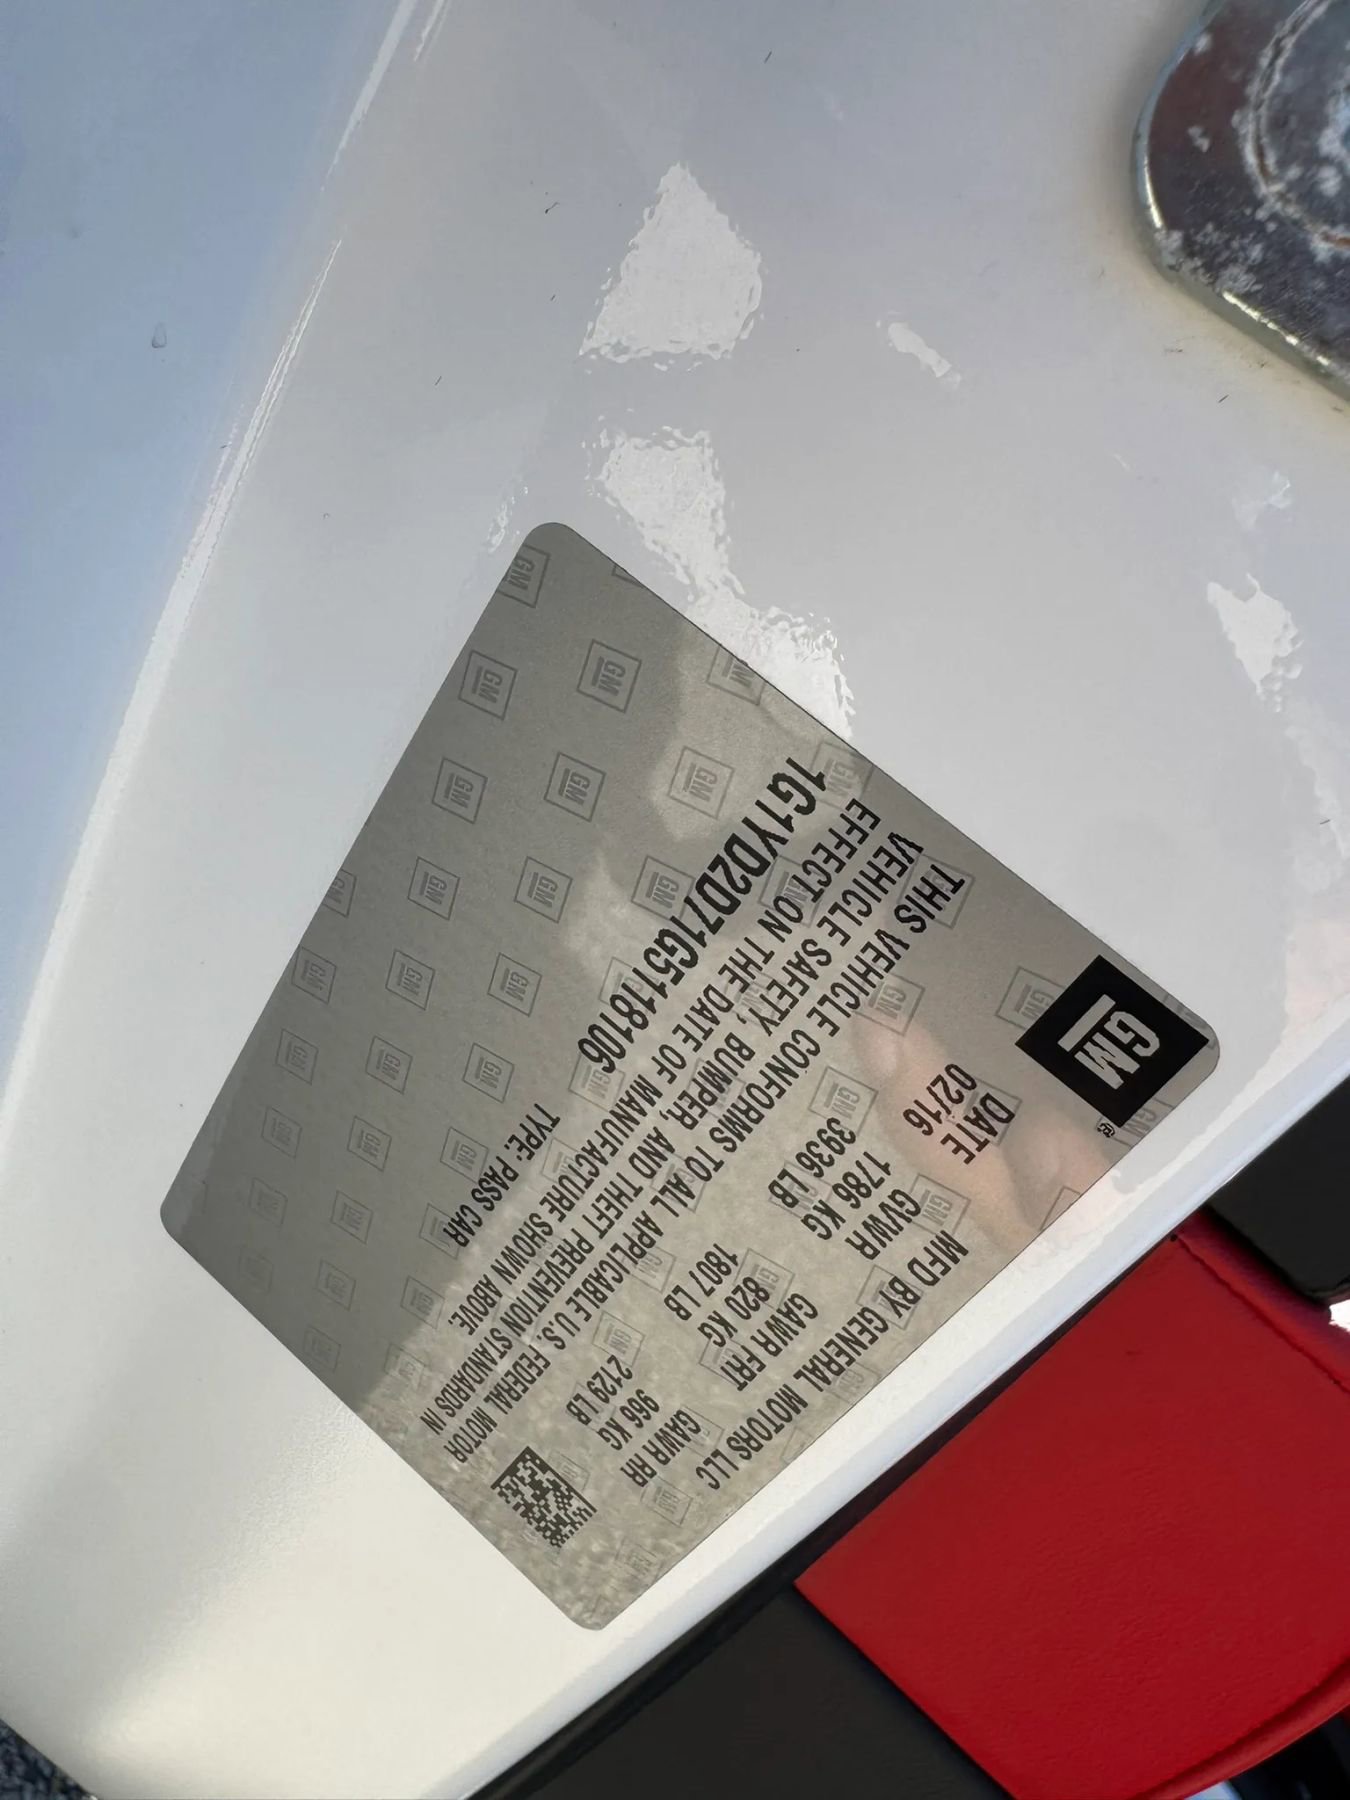 GM
MFD BY GENERAL MOTORS LLC
DATE GVWR GAWR FRT GAWR RR
02/16 1786 KG 820 KG 966 KG
3936 LB 1807 LB 2129 LB
THIS VEHICLE CONFORMS TO ALL APPLICABLE U.S. FEDERAL MOTOR
VEHICLE SAFETY, BUMPER, AND THEFT PREVENTION STANDARDS IN
EFFECT ON THE DATE OF MANUFACTURE SHOWN ABOVE.
1G1YD2D71G5118106 TYPE: PASS CAR